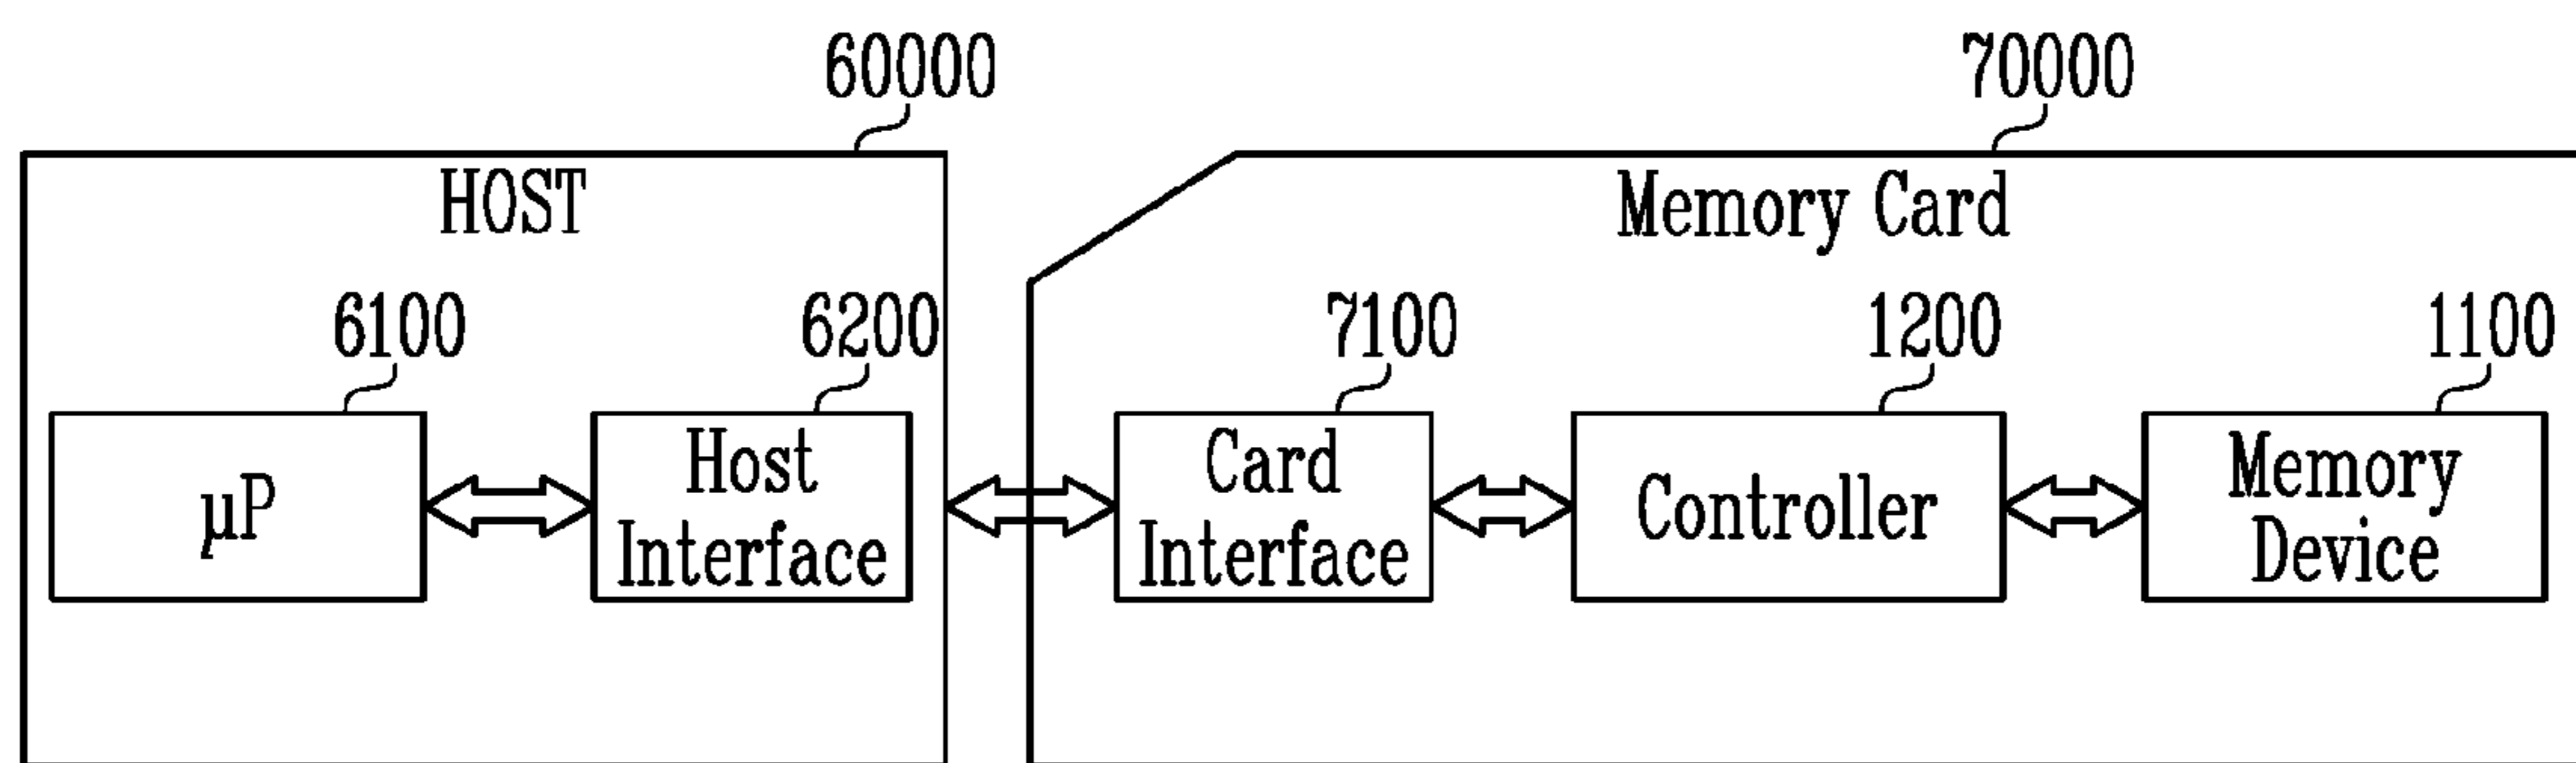 60000
70000
HOST
Memory Card
6100
6200
7100
1200
1100
µP
Host
Interface
Card
Interface
Controller
Memory
Device